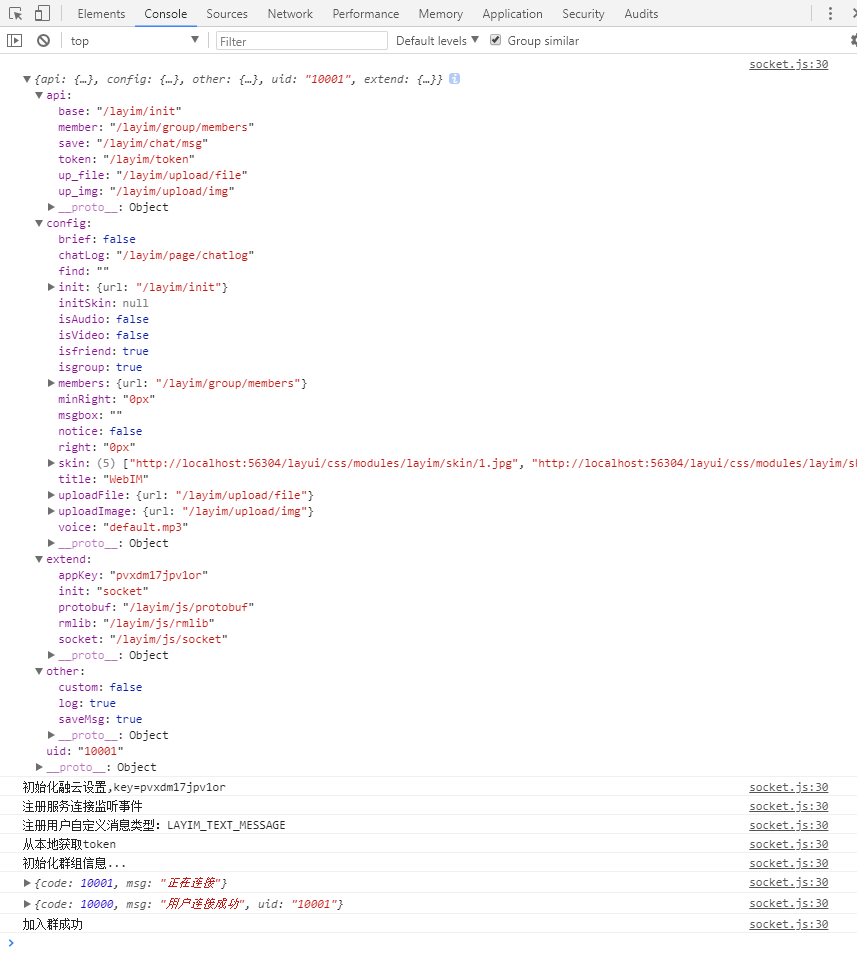 Elements Console Sources Network Performance Memory Application Security Audits
top Filter Default levels Group similar
socket.js:30
{api: {…}, config: {…}, other: {…}, uid: "10001", extend: {…}}
api:
base: "/layim/init"
member: "/layim/group/members"
save: "/layim/chat/msg"
token: "/layim/token"
up_file: "/layim/upload/file"
up_img: "/layim/upload/img"
__proto__: Object
config:
brief: false
chatLog: "/layim/page/chatlog"
find: ""
init: {url: "/layim/init"}
initSkin: null
isAudio: false
isVideo: false
isfriend: true
isgroup: true
members: {url: "/layim/group/members"}
minRight: "0px"
msgbox: ""
notice: false
right: "0px"
skin: (5) ["http://localhost:56304/layui/css/modules/layim/skin/1.jpg", "http://localhost:56304/layui/css/modules/layim/sk
title: "WebIM"
uploadFile: {url: "/layim/upload/file"}
uploadImage: {url: "/layim/upload/img"}
voice: "default.mp3"
__proto__: Object
extend:
appKey: "pvxdm17jpv1or"
init: "socket"
protobuf: "/layim/js/protobuf"
rmlib: "/layim/js/rmlib"
socket: "/layim/js/socket"
__proto__: Object
other:
custom: false
log: true
saveMsg: true
__proto__: Object
uid: "10001"
__proto__: Object
初始化融云设置,key=pvxdm17jpv1or socket.js:30
注册服务连接监听事件 socket.js:30
注册用户自定义消息类型：LAYIM_TEXT_MESSAGE socket.js:30
从本地获取token socket.js:30
初始化群组信息... socket.js:30
{code: 10001, msg: "正在连接"} socket.js:30
{code: 10000, msg: "用户连接成功", uid: "10001"} socket.js:30
加入群成功 socket.js:30